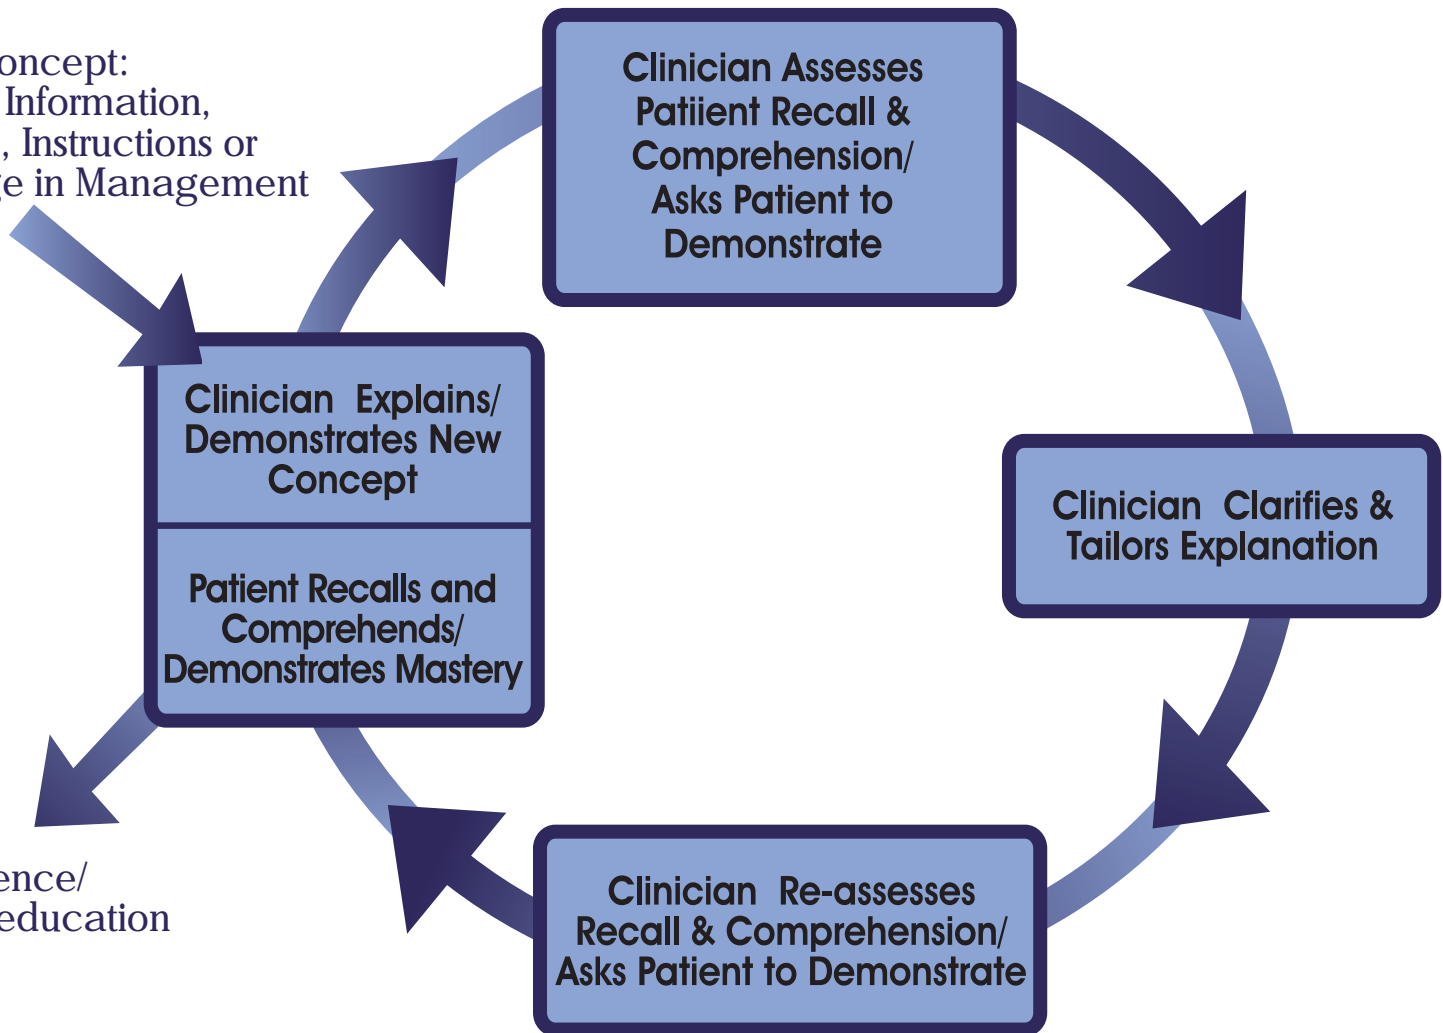 oncept:
Information,
, Instructions or
ge in Management
Clinician Assesses
Patiient Recall &
Comprehension/
Asks Patient to
Demonstrate
Clinician Explains/
Demonstrates New
Concept
Patient Recalls and
Comprehends/
Demonstrates Mastery
Clinician Clarifies &
Tailors Explanation
Clinician Re-assesses
Recall & Comprehension/
Asks Patient to Demonstrate
ence/
education